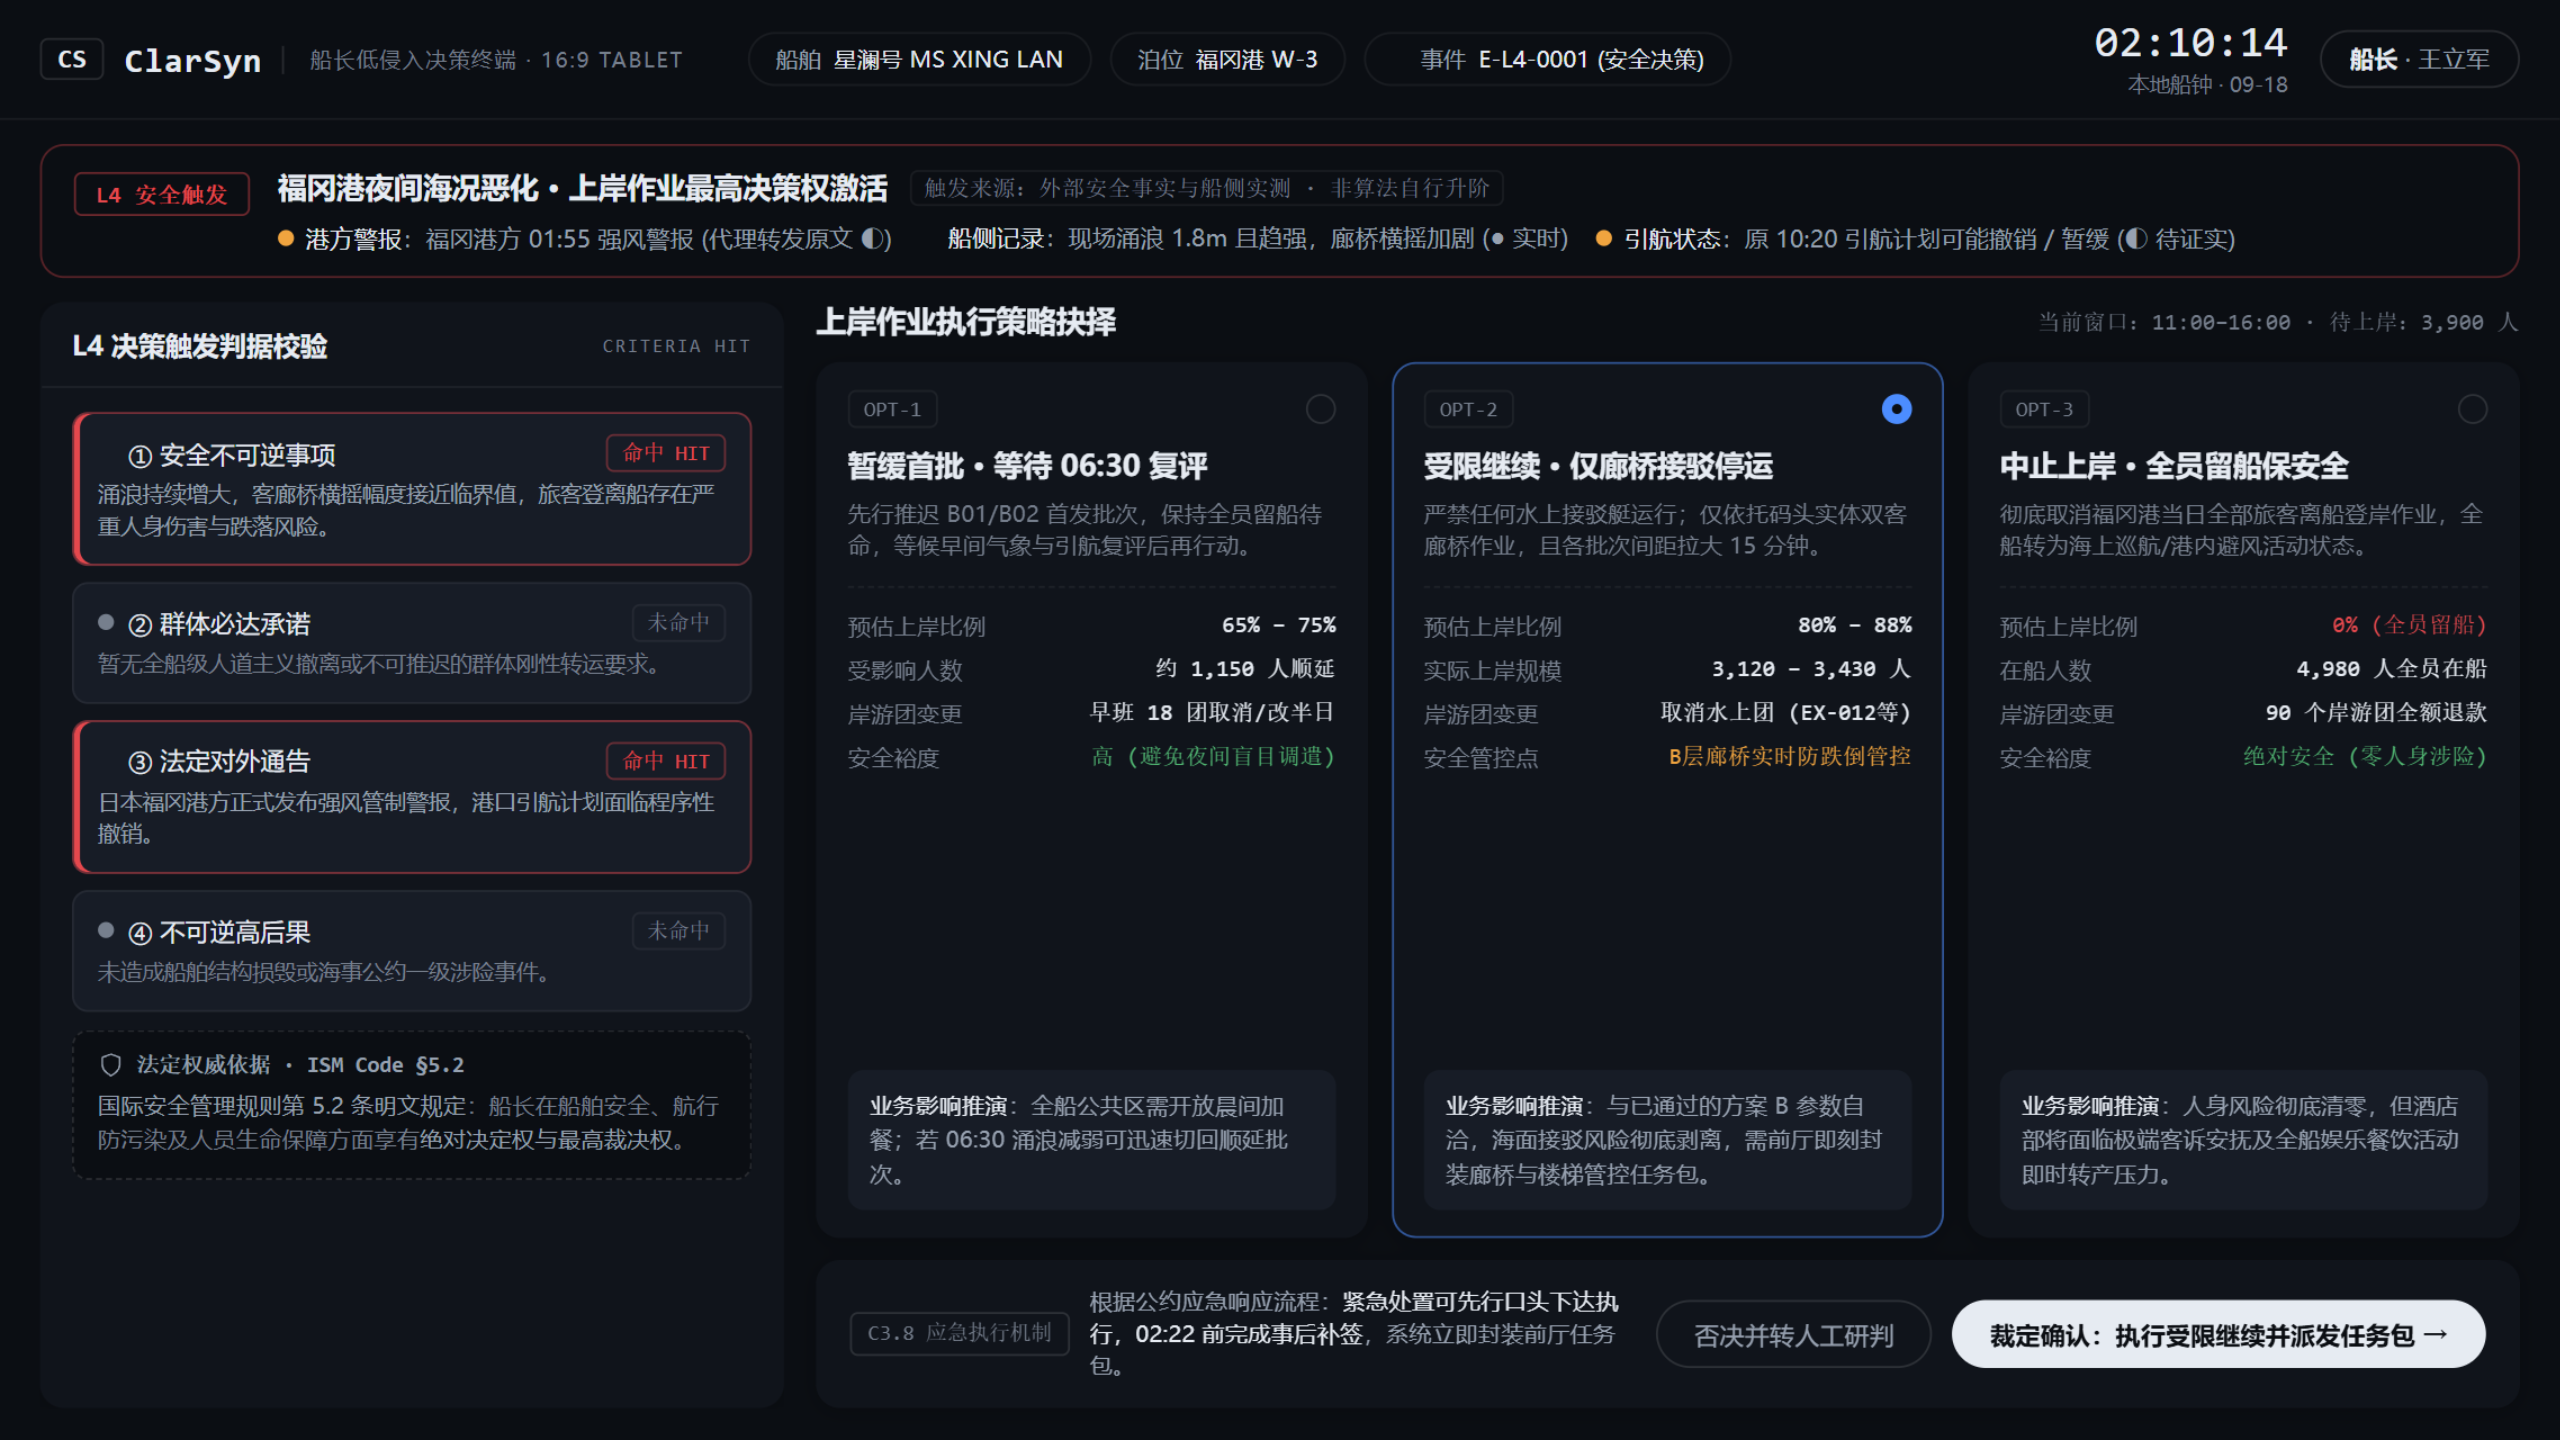 CS ClarSyn 船长低侵入决策终端 · 16:9 TABLET
船舶 星澜号 MS XING LAN
泊位 福冈港 W-3
事件 E-L4-0001 (安全决策)
02:10:14
本地船钟 · 09-18
船长 · 王立军
L4 安全触发
福冈港夜间海况恶化 • 上岸作业最高决策权激活
触发来源：外部安全事实与船侧实测 · 非算法自行升阶
港方警报：福冈港方 01:55 强风警报 (代理转发原文 ◐)
船侧记录：现场涌浪 1.8m 且趋强，廊桥横摇加剧 (● 实时)
引航状态：原 10:20 引航计划可能撤销 / 暂缓 (◐ 待证实)
L4 决策触发判据校验
CRITERIA HIT
① 安全不可逆事项
命中 HIT
涌浪持续增大，客廊桥横摇幅度接近临界值，旅客登离船存在严
重人身伤害与跌落风险。
② 群体必达承诺
未命中
暂无全船级人道主义撤离或不可推迟的群体刚性转运要求。
③ 法定对外通告
命中 HIT
日本福冈港方正式发布强风管制警报，港口引航计划面临程序性
撤销。
④ 不可逆高后果
未命中
未造成船舶结构损毁或海事公约一级涉险事件。
法定权威依据 · ISM Code §5.2
国际安全管理规则第 5.2 条明文规定：船长在船舶安全、航行
防污染及人员生命保障方面享有绝对决定权与最高裁决权。
上岸作业执行策略抉择
当前窗口：11:00-16:00 · 待上岸：3,900 人
OPT-1
暂缓首批 • 等待 06:30 复评
先行推迟 B01/B02 首发批次，保持全员留船待
命，等候早间气象与引航复评后再行动。
预估上岸比例 65% – 75%
受影响人数 约 1,150 人顺延
岸游团变更 早班 18 团取消/改半日
安全裕度 高 (避免夜间盲目调遣)
业务影响推演：全船公共区需开放晨间加
餐；若 06:30 涌浪减弱可迅速切回顺延批
次。
OPT-2
受限继续 • 仅廊桥接驳停运
严禁任何水上接驳艇运行；仅依托码头实体双客
廊桥作业，且各批次间距拉大 15 分钟。
预估上岸比例 80% – 88%
实际上岸规模 3,120 – 3,430 人
岸游团变更 取消水上团 (EX-012等)
安全管控点 B层廊桥实时防跌倒管控
业务影响推演：与已通过的方案 B 参数自
洽，海面接驳风险彻底剥离，需前厅即刻封
装廊桥与楼梯管控任务包。
OPT-3
中止上岸 • 全员留船保安全
彻底取消福冈港当日全部旅客离船登岸作业，全
船转为海上巡航/港内避风活动状态。
预估上岸比例 0% (全员留船)
在船人数 4,980 人全员在船
岸游团变更 90 个岸游团全额退款
安全裕度 绝对安全 (零人身涉险)
业务影响推演：人身风险彻底清零，但酒店
部将面临极端客诉安抚及全船娱乐餐饮活动
即时转产压力。
C3.8 应急执行机制
根据公约应急响应流程：紧急处置可先行口头下达执
行，02:22 前完成事后补签，系统立即封装前厅任务
包。
否决并转人工研判
裁定确认：执行受限继续并派发任务包 →